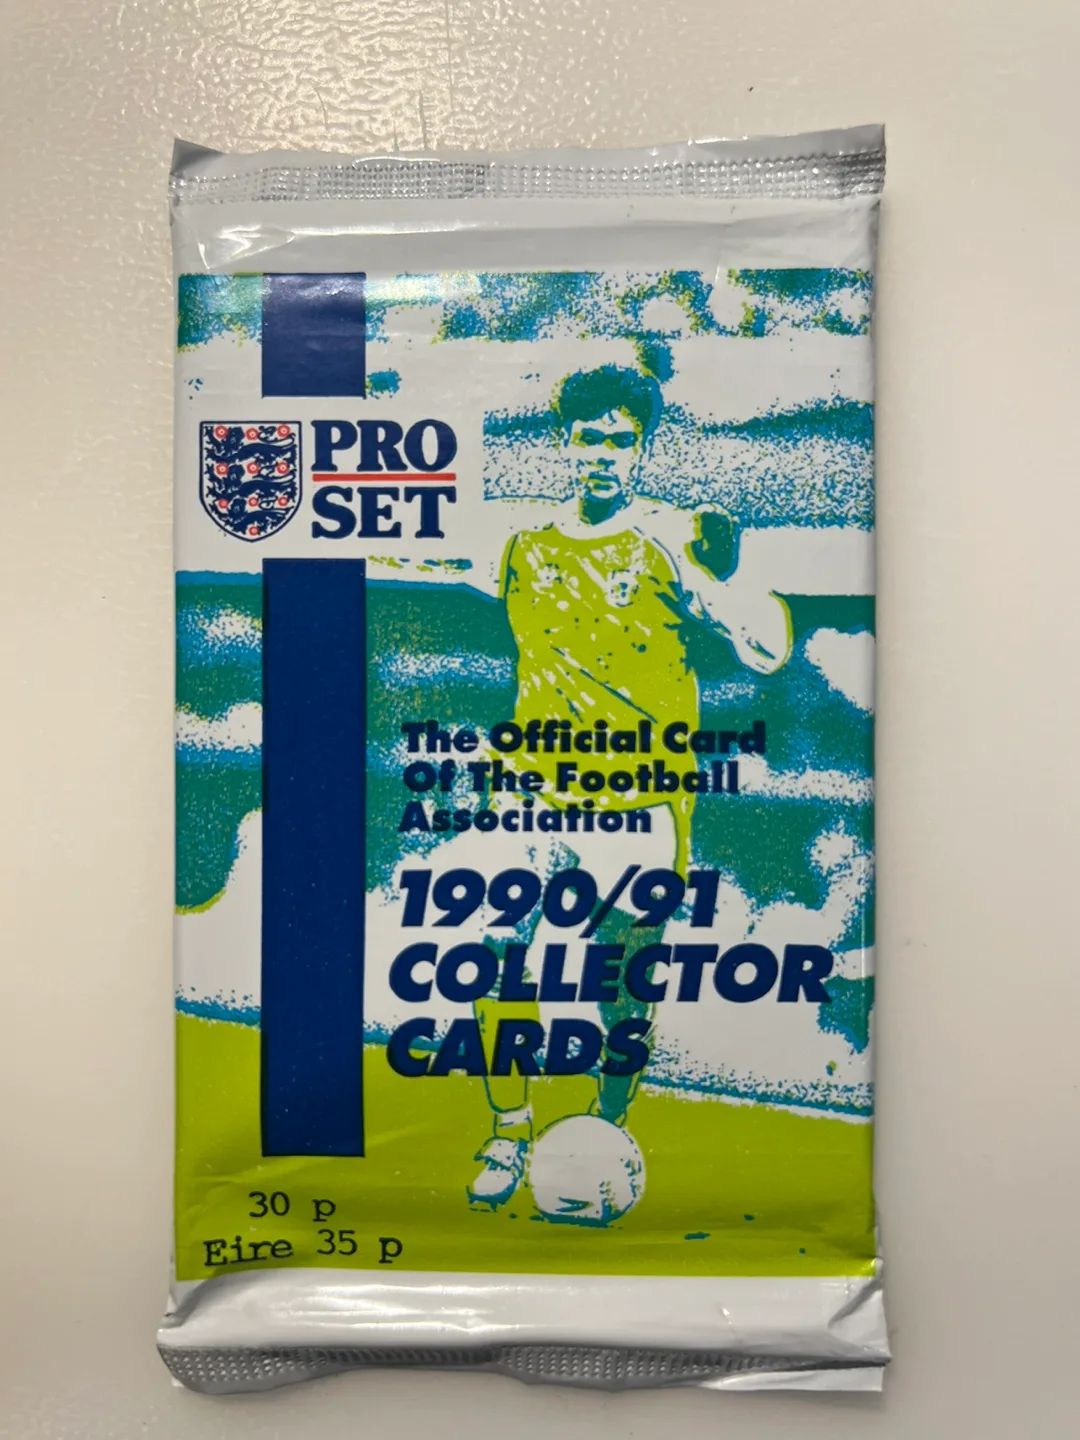 PRO
SET
The Official Card
Of The Football
Association
1990/91
COLLECTOR
CARDS
30 p
Eire 35 p